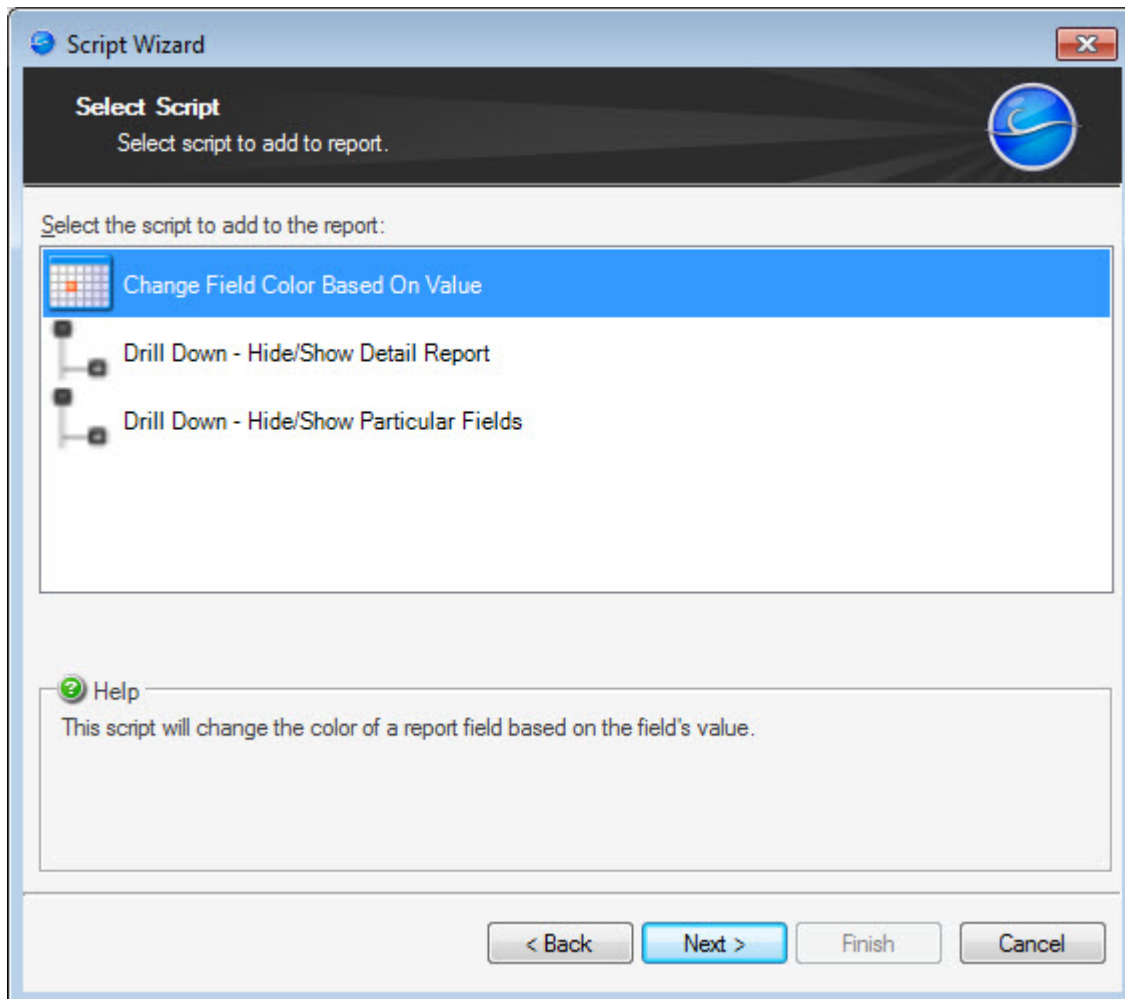 Script Wizard
Select Script
Select script to add to report.
Select the script to add to the report:
Change Field Color Based On Value
Drill Down - Hide/Show Detail Report
Drill Down - Hide/Show Particular Fields
Help
This script will change the color of a report field based on the field's value.
< Back Next > Finish Cancel